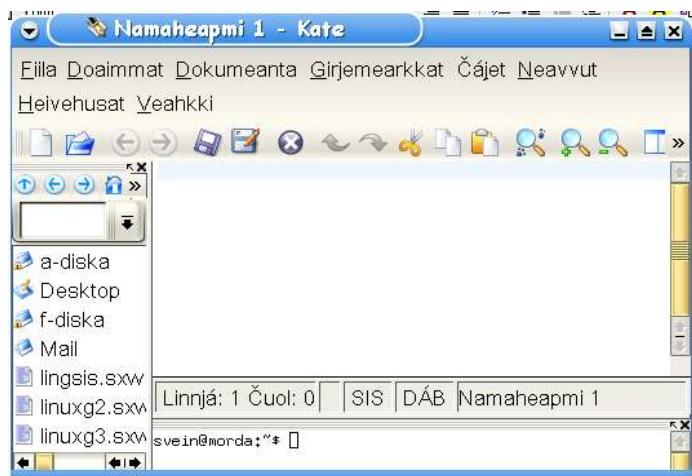 Namaheapmi 1 - Kate
Fiila Doaimmat Dokumeanta Girjemearkkat Čájet Neavvut
Heivehusat Veahkki
a-diska
Desktop
f-diska
Mail
lingsis.sxw
linuxg2.sxw
linuxg3.sxw
Linnjá: 1 Čuol: 0 SIS DÁB Namaheapmi 1
svein@morda:~$